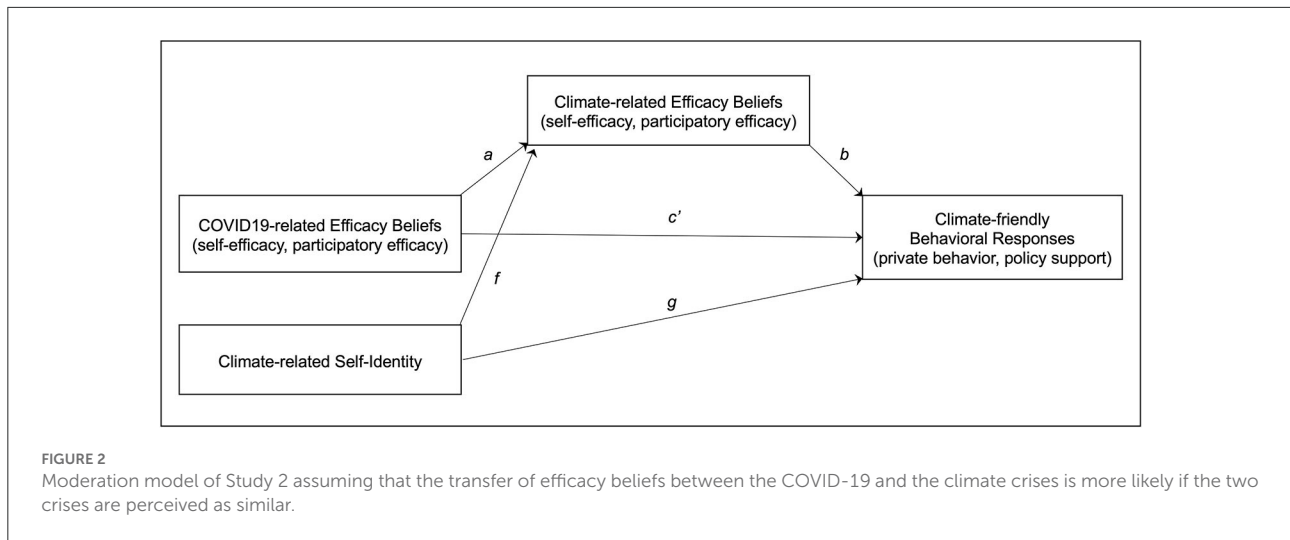 Climate-related Efficacy Beliefs
(self-efficacy, participatory efficacy)
a
b
COVID19-related Efficacy Beliefs
(self-efficacy, participatory efficacy)
c’
Climate-friendly
Behavioral Responses
(private behavior, policy support)
f
g
Climate-related Self-Identity
FIGURE 2
Moderation model of Study 2 assuming that the transfer of efficacy beliefs between the COVID-19 and the climate crises is more likely if the two
crises are perceived as similar.